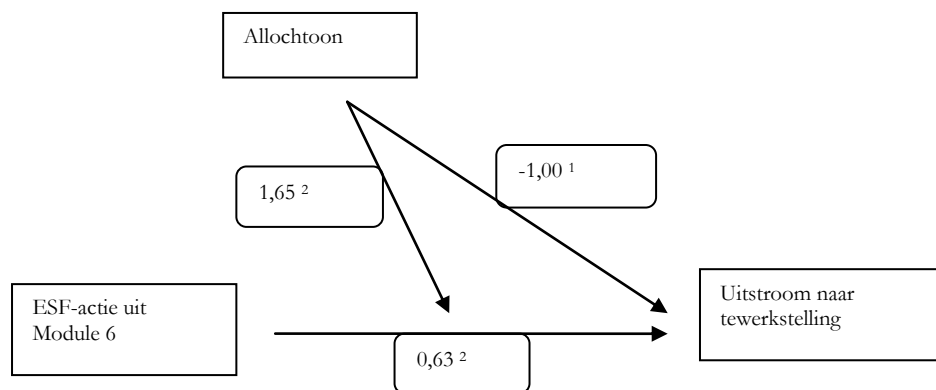 Allochtoon
-1,00 ¹
1,65 ²
ESF-actie uit
Module 6
Uitstroom naar
tewerkstelling
0,63 ²